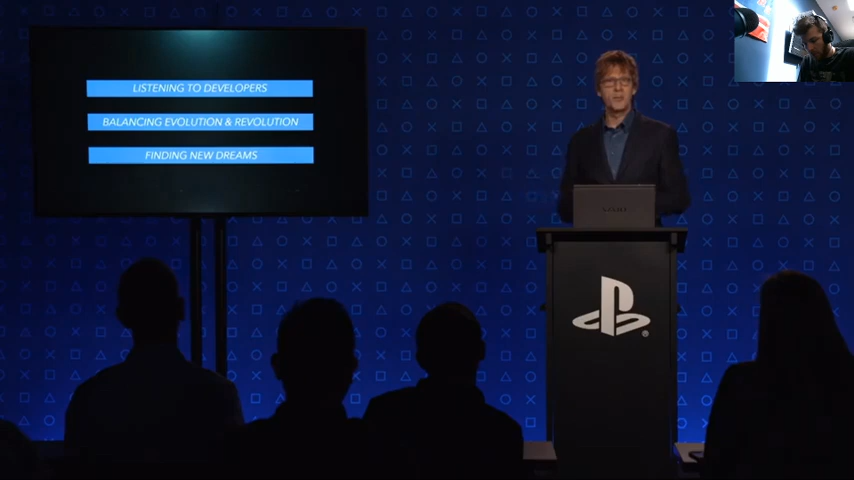 LISTENING TO DEVELOPERS
BALANCING EVOLUTION & REVOLUTION
FINDING NEW DREAMS